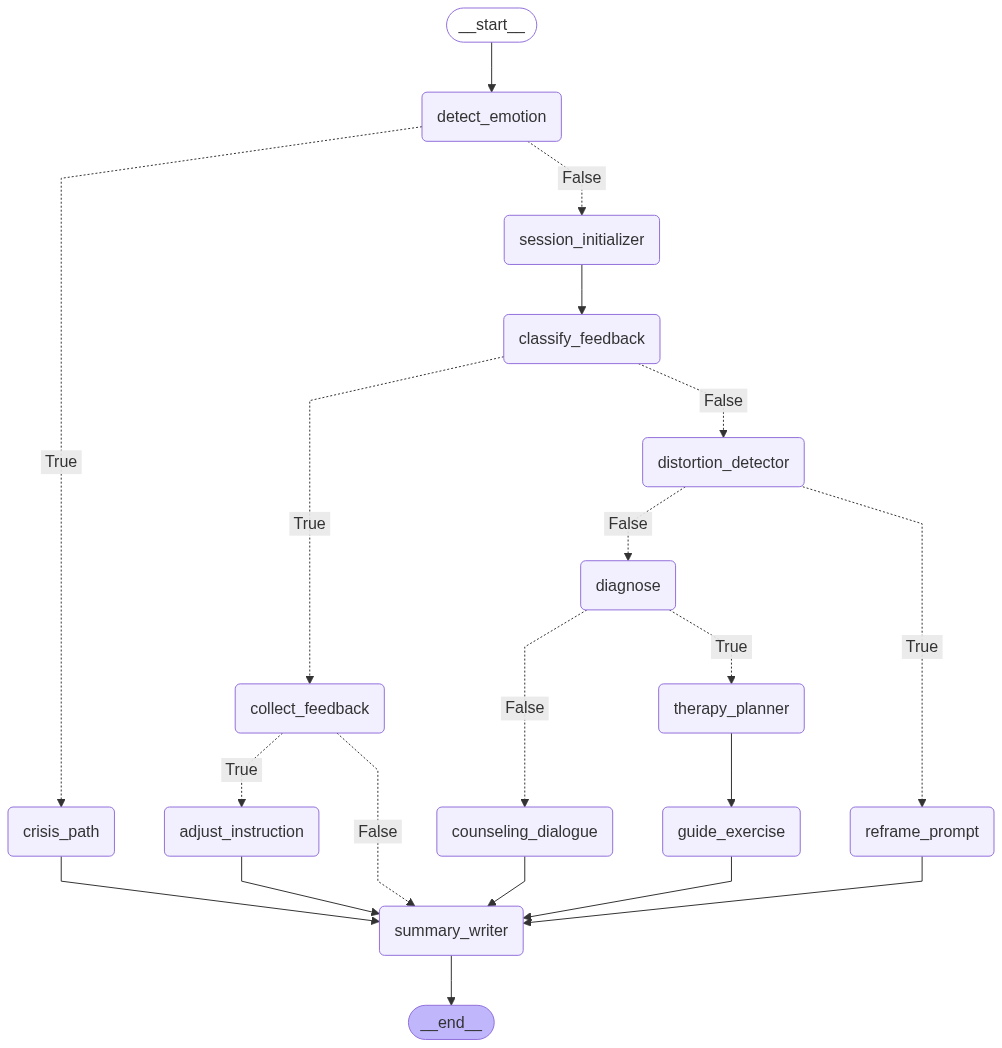 __start__
detect_emotion
False
session_initializer
classify_feedback
False
True
distortion_detector
True
False
diagnose
True
True
False
collect_feedback
therapy_planner
True
crisis_path
adjust_instruction
False
counseling_dialogue
guide_exercise
reframe_prompt
summary_writer
__end__